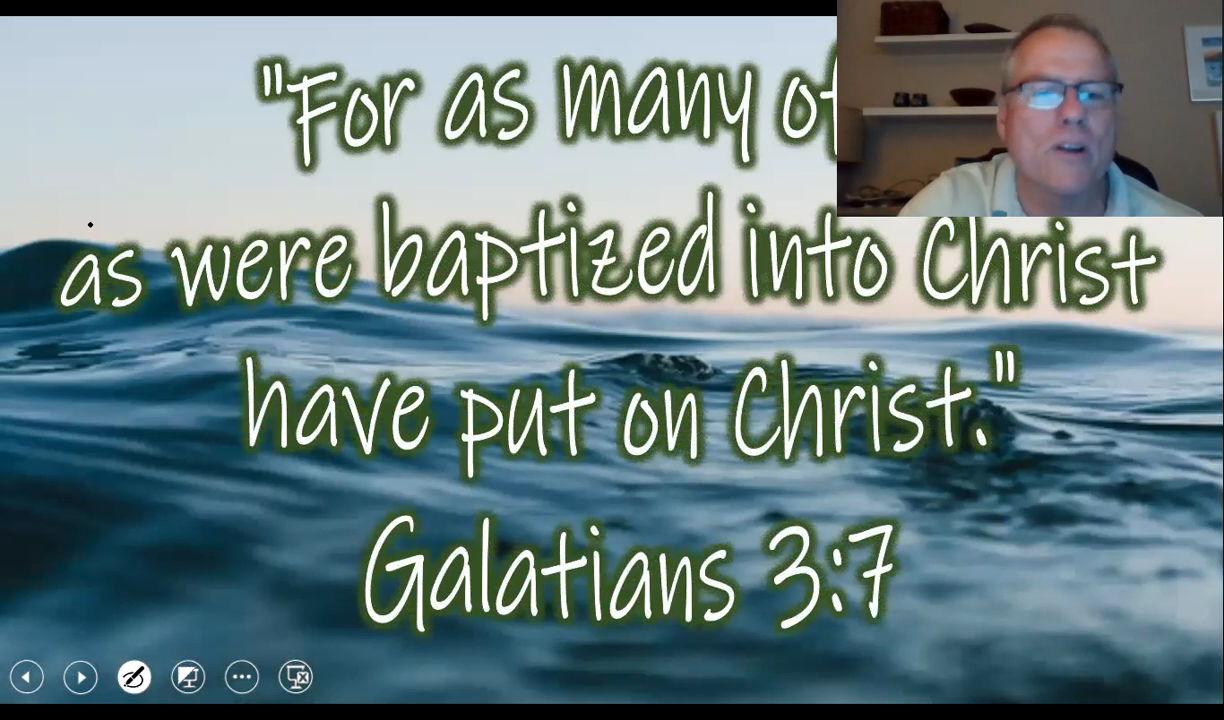 "For as many of
as were baptized into Christ
have put on Christ."
Galatians 3:7